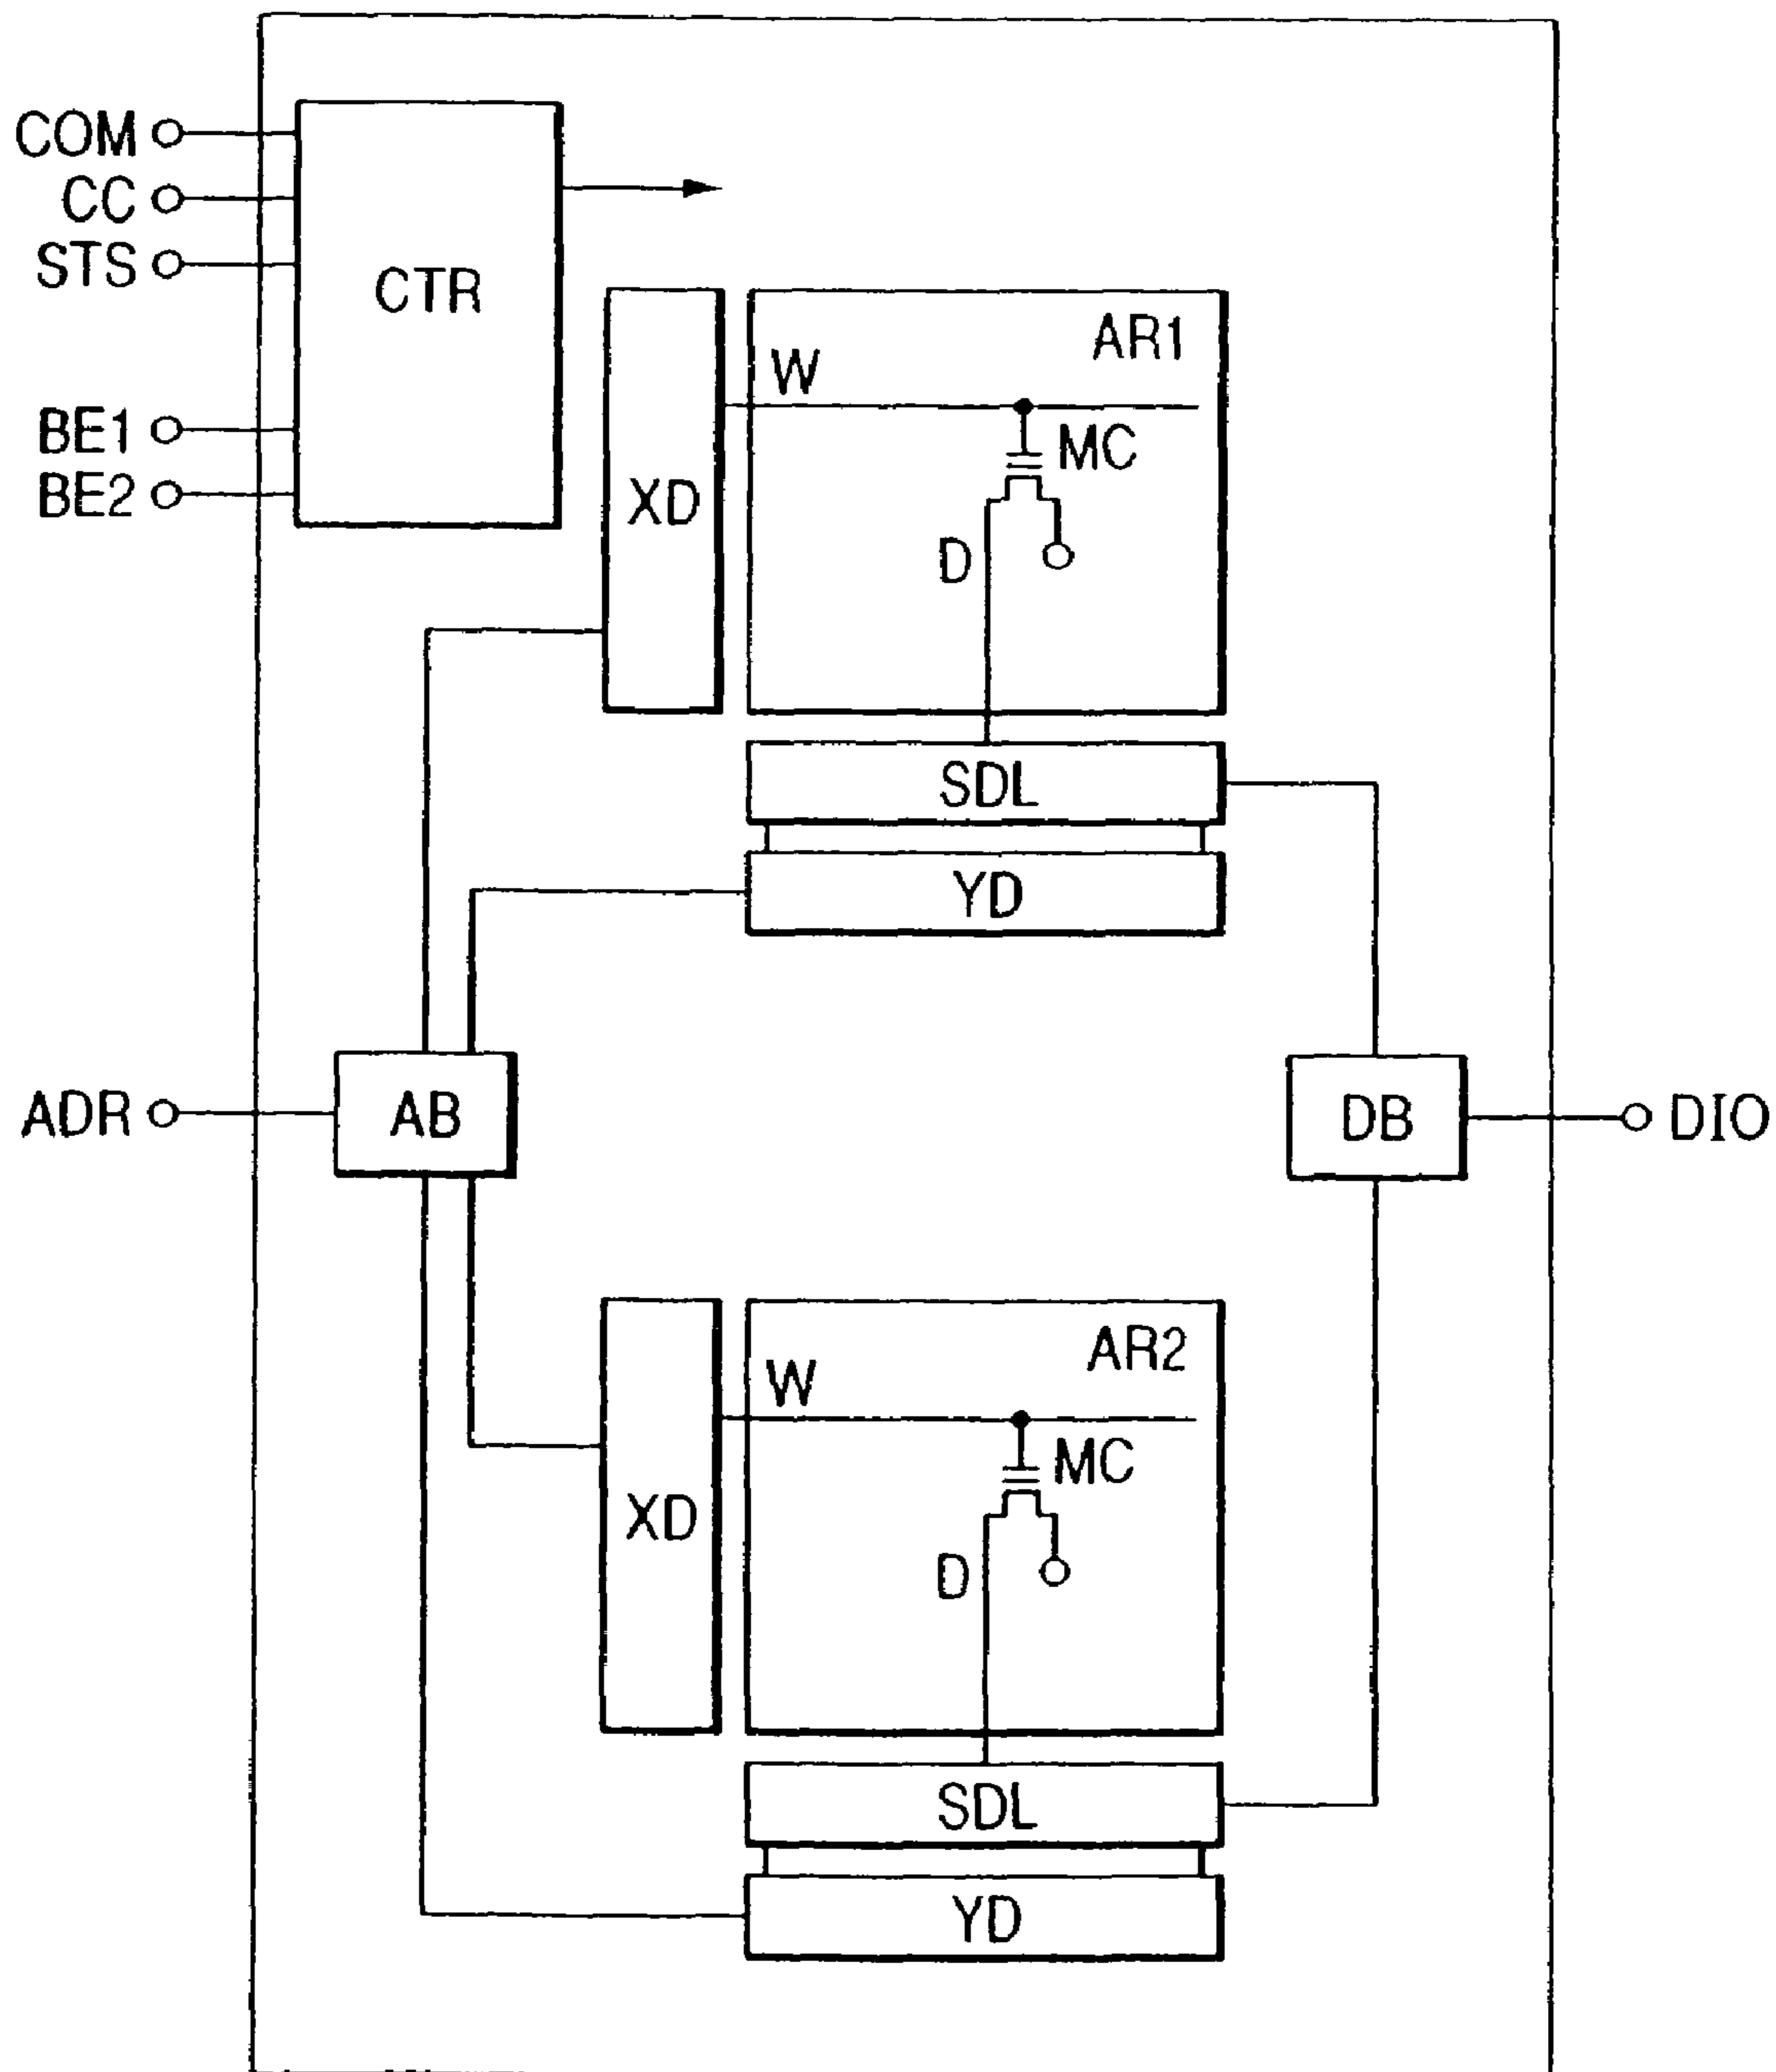 COM
CC
STS
CTR
BE1
BE2
AR1
W
MC
XD
D
SDL
YD
ADR
AB
DB
DIO
AR2
W
MC
XD
D
SDL
YD